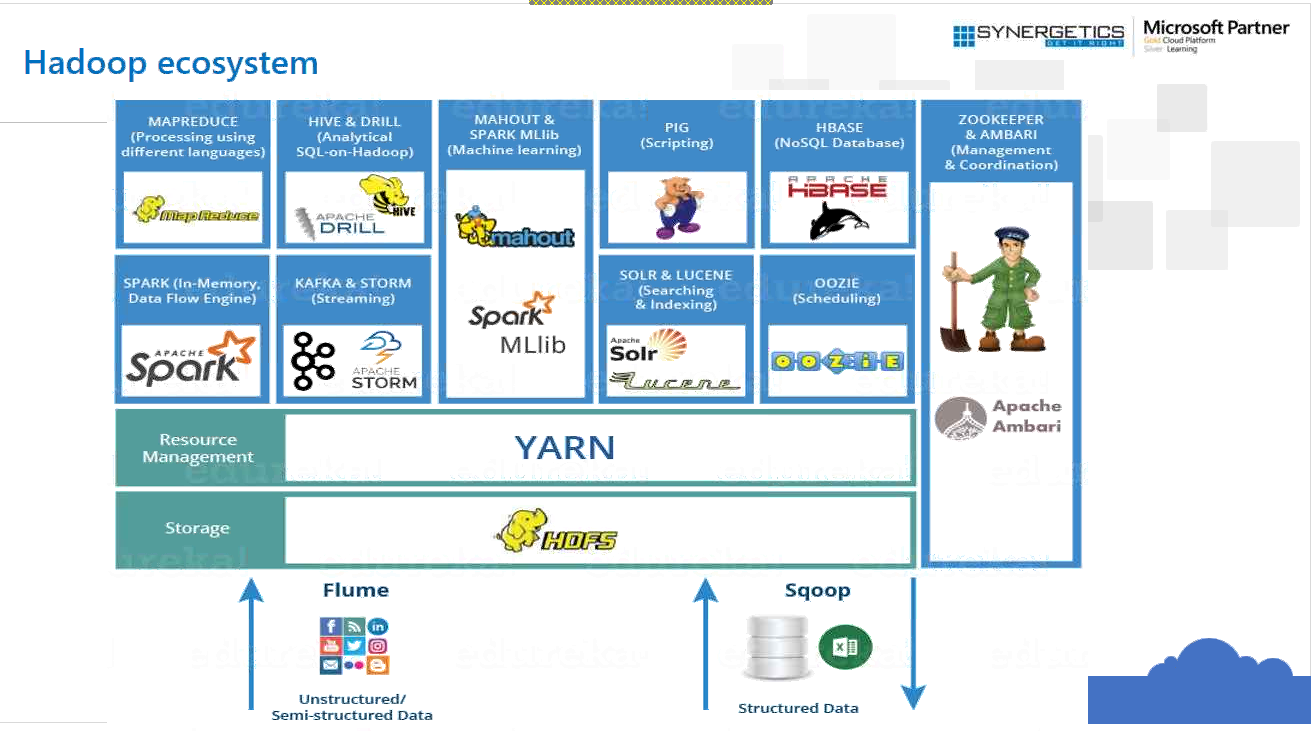 SYNERGETICS
GET IT RIGHT
Microsoft Partner
Gold Cloud Platform
Silver Learning
Hadoop ecosystem
MAPREDUCE
(Processing using
different languages)
Map Reduce
HIVE & DRILL
(Analytical
SQL-on-Hadoop)
HIVE
APACHE
DRILL
MAHOUT &
SPARK MLlib
(Machine learning)
mahout
Spark
MLlib
PIG
(Scripting)
HBASE
(NoSQL Database)
APACHE
HBASE
ZOOKEEPER
& AMBARI
(Management
& Coordination)
Apache
Ambari
SPARK (In-Memory,
Data Flow Engine)
APACHE
Spark
KAFKA & STORM
(Streaming)
APACHE
STORM
SOLR & LUCENE
(Searching
& Indexing)
Apache
Solr
Lucene
OOZIE
(Scheduling)
OOZiE
Resource
Management
YARN
Storage
HDFS
Flume
Unstructured/
Semi-structured Data
Sqoop
Structured Data
edureka!